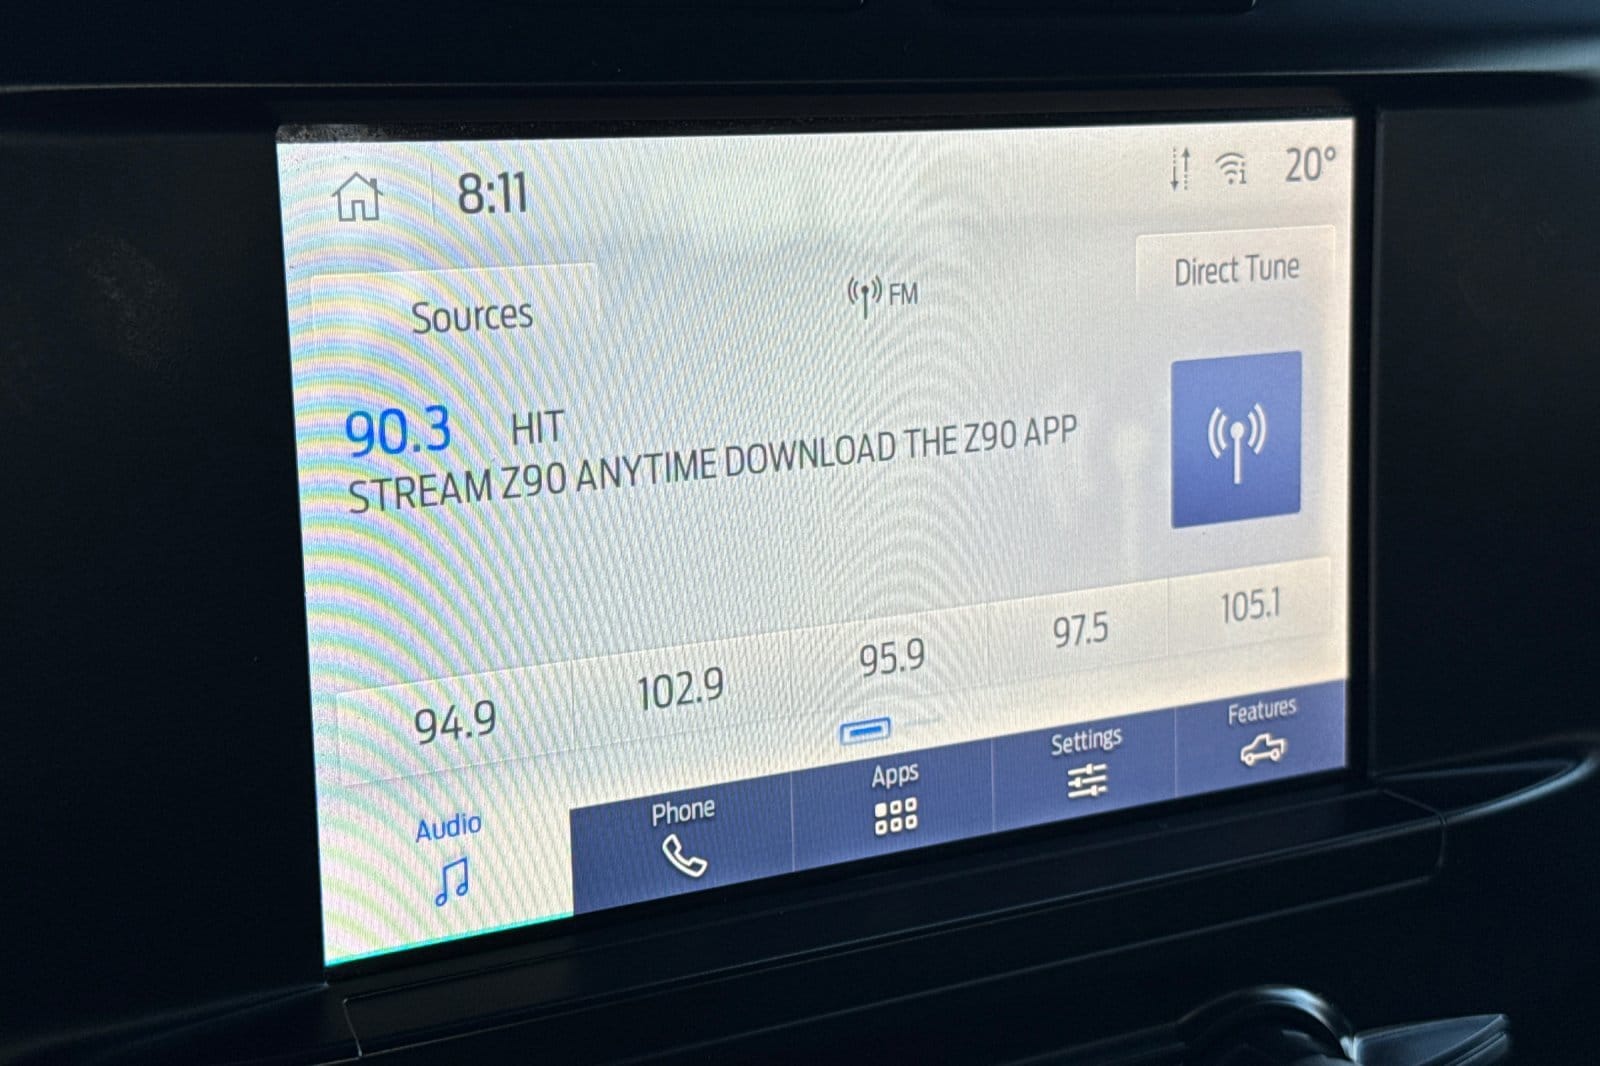 8:11
20°
Sources
FM
Direct Tune
90.3 HIT
STREAM Z90 ANYTIME DOWNLOAD THE Z90 APP
94.9
102.9
95.9
97.5
105.1
Audio
Phone
Apps
Settings
Features